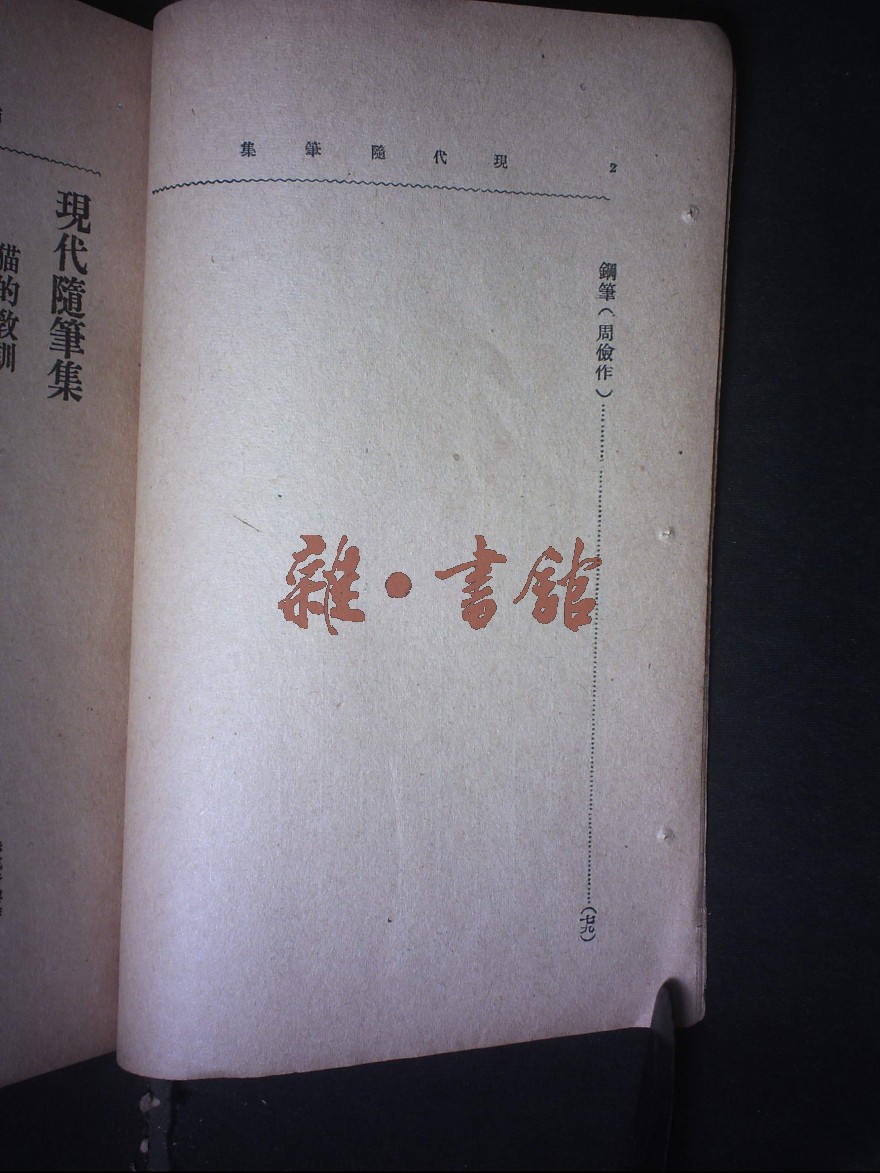 現代隨筆集
2
鋼筆（周儉作）……（七九）
雜・書館
現代隨筆集
貓的教訓